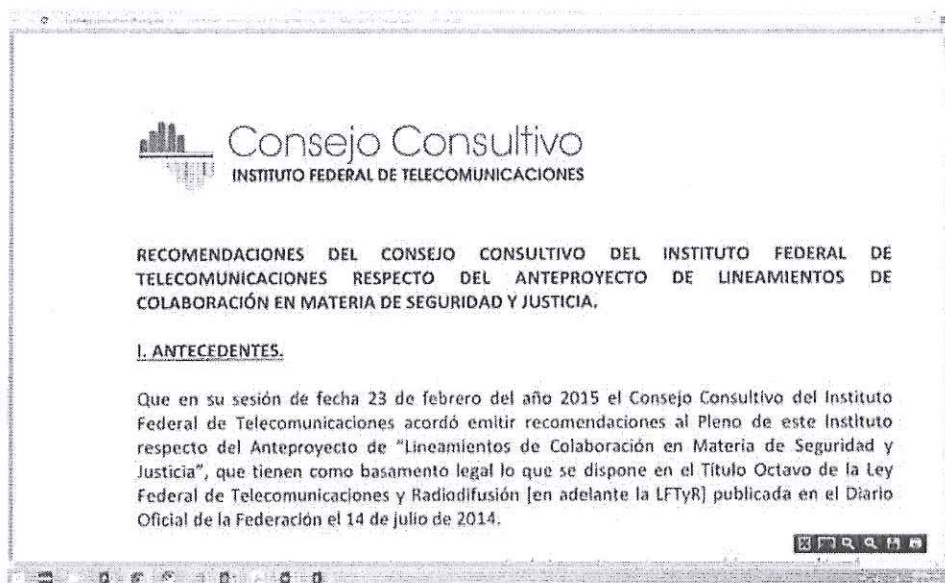 Consejo Consultivo
INSTITUTO FEDERAL DE TELECOMUNICACIONES
RECOMENDACIONES DEL CONSEJO CONSULTIVO DEL INSTITUTO FEDERAL DE
TELECOMUNICACIONES RESPECTO DEL ANTEPROYECTO DE LINEAMIENTOS DE
COLABORACIÓN EN MATERIA DE SEGURIDAD Y JUSTICIA.
I. ANTECEDENTES.
Que en su sesión de fecha 23 de febrero del año 2015 el Consejo Consultivo del Instituto
Federal de Telecomunicaciones acordó emitir recomendaciones al Pleno de este Instituto
respecto del Anteproyecto de “Lineamientos de Colaboración en Materia de Seguridad y
Justicia”, que tienen como basamento legal lo que se dispone en el Título Octavo de la Ley
Federal de Telecomunicaciones y Radiodifusión [en adelante la LFTyR] publicada en el Diario
Oficial de la Federación el 14 de julio de 2014.